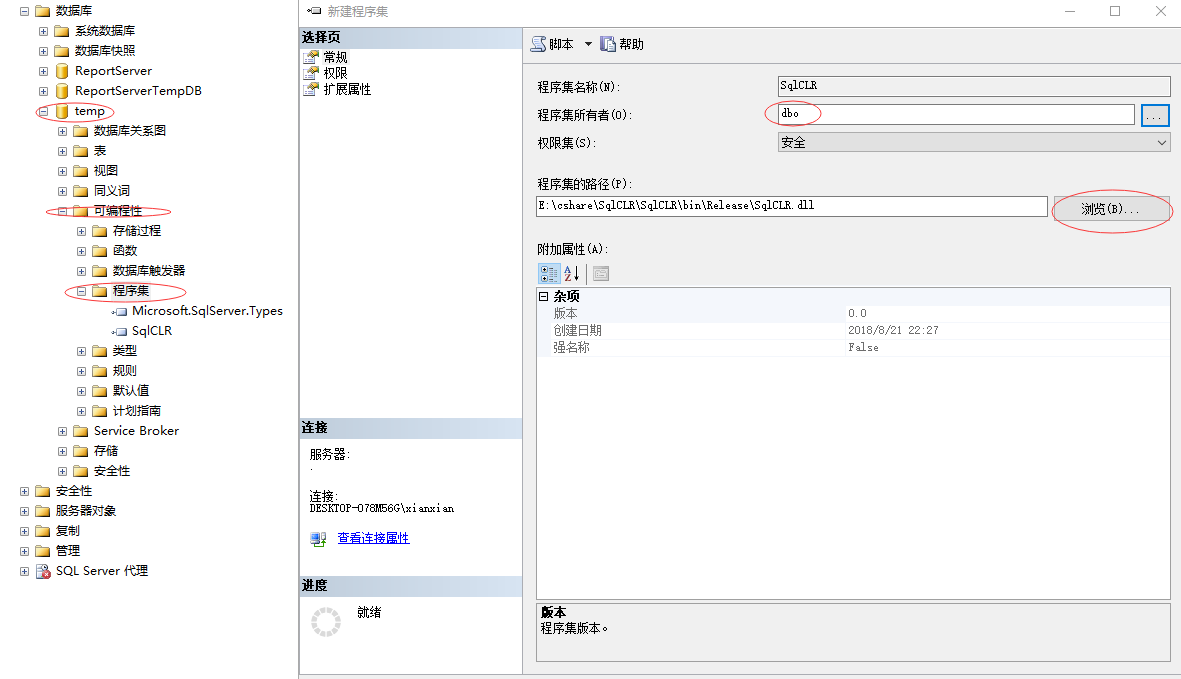 数据库
系统数据库
数据库快照
ReportServer
ReportServerTempDB
temp
数据库关系图
表
视图
同义词
可编程性
存储过程
函数
数据库触发器
程序集
Microsoft.SqlServer.Types
SqlCLR
类型
规则
默认值
计划指南
Service Broker
存储
安全性
安全性
服务器对象
复制
管理
SQL Server 代理
新建程序集
选择页
常规
权限
扩展属性
连接
服务器:
.
连接:
DESKTOP-078M56G\xianxian
查看连接属性
进度
就绪
脚本 帮助
程序集名称(N): SqlCLR
程序集所有者(O): dbo ...
权限集(S): 安全
程序集的路径(P):
E:\cshare\SqlCLR\SqlCLR\bin\Release\SqlCLR.dll 浏览(B)...
附加属性(A):
杂项
版本 0.0
创建日期 2018/8/21 22:27
强名称 False
版本
程序集版本。